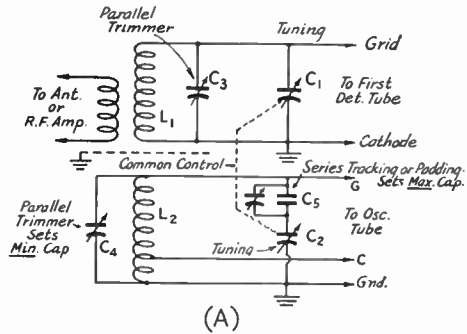 Parallel
Trimmer
Tuning
Grid
C3
C1
To Ant.
or
R.F. Amp.
L1
To First
Det. Tube
Cathode
Common Control
Series Tracking or Padding-
Sets Max. Cap.
G
Parallel
Trimmer
Sets
Min. Cap
C4
L2
C5
To Osc.
Tube
C2
Tuning
C
Gnd.
(A)